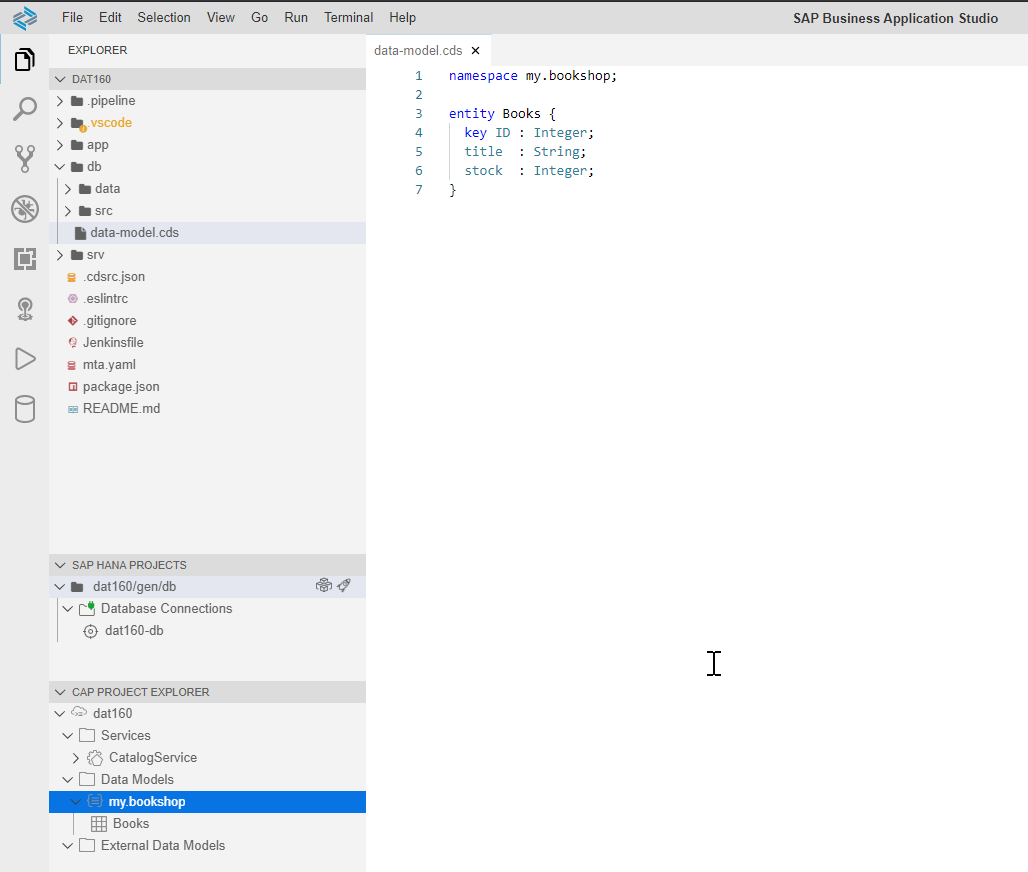 File Edit Selection View Go Run Terminal Help SAP Business Application Studio
EXPLORER
DAT160
.pipeline
.vscode
app
db
data
src
data-model.cds
srv
.cdsrc.json
.eslintrc
.gitignore
Jenkinsfile
mta.yaml
package.json
README.md
SAP HANA PROJECTS
dat160/gen/db
Database Connections
dat160-db
CAP PROJECT EXPLORER
dat160
Services
CatalogService
Data Models
my.bookshop
Books
External Data Models
data-model.cds
1 namespace my.bookshop;
2
3 entity Books {
4 key ID : Integer;
5 title : String;
6 stock : Integer;
7 }